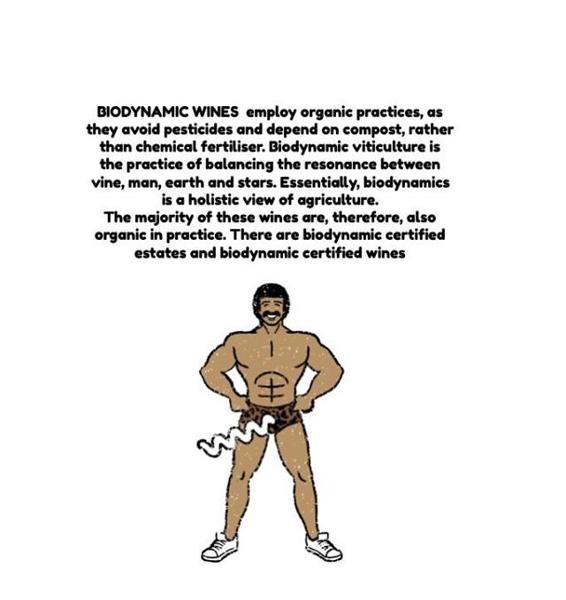 BIODYNAMIC WINES employ organic practices, as
they avoid pesticides and depend on compost, rather
than chemical fertiliser. Biodynamic viticulture is
the practice of balancing the resonance between
vine, man, earth and stars. Essentially, biodynamics
is a holistic view of agriculture.
The majority of these wines are, therefore, also
organic in practice. There are biodynamic certified
estates and biodynamic certified wines